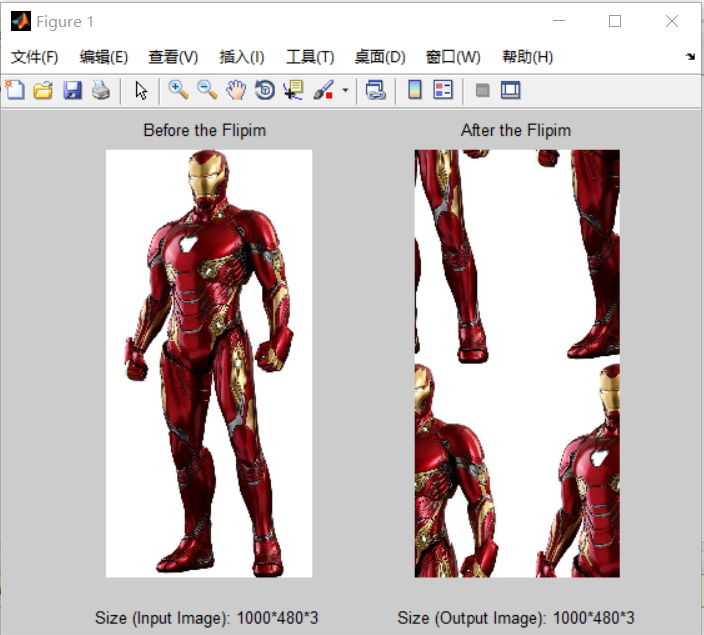 Figure 1
文件(F) 编辑(E) 查看(V) 插入(I) 工具(T) 桌面(D) 窗口(W) 帮助(H)
Before the Flipim After the Flipim
Size (Input Image): 1000*480*3 Size (Output Image): 1000*480*3